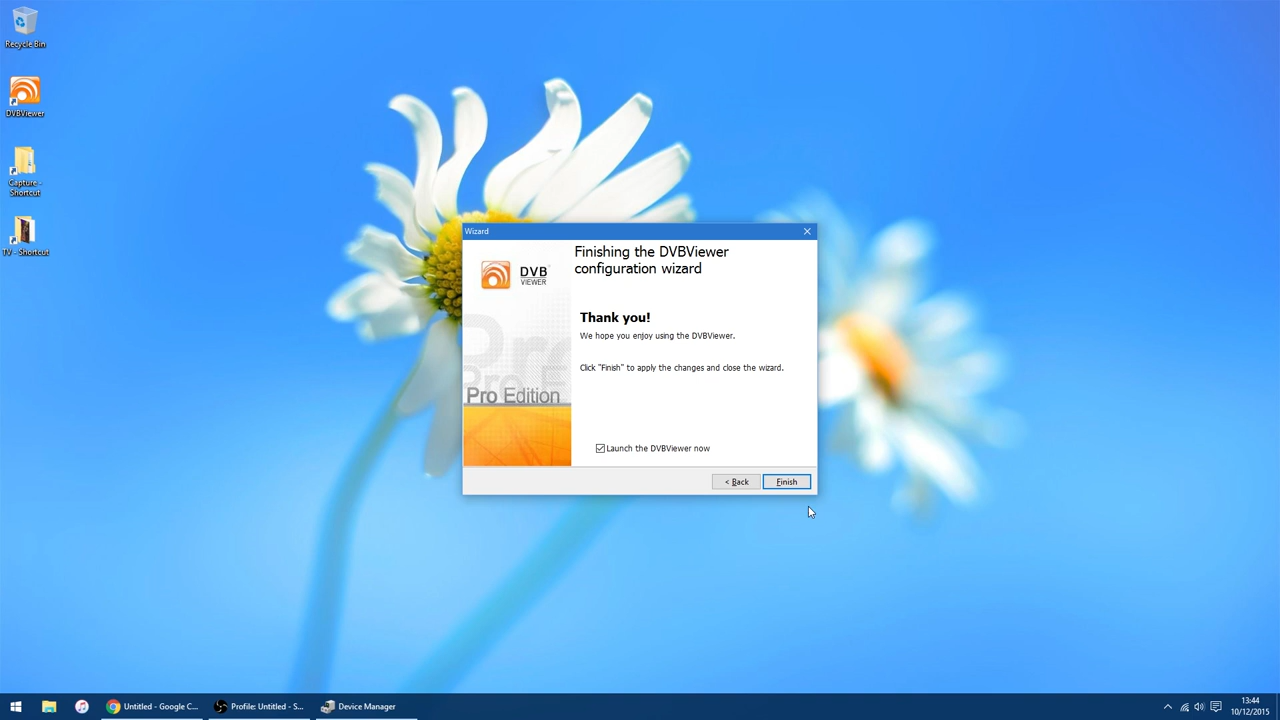 Recycle Bin
DVBViewer
Capture -
Shortcut
TV - Shortcut
Wizard
DVB
VIEWER
Pro Edition
Finishing the DVBViewer
configuration wizard
Thank you!
We hope you enjoy using the DVBViewer.
Click "Finish" to apply the changes and close the wizard.
Launch the DVBViewer now
< Back
Finish
Untitled - Google C...
Profile: Untitled - S...
Device Manager
13:44
10/12/2015